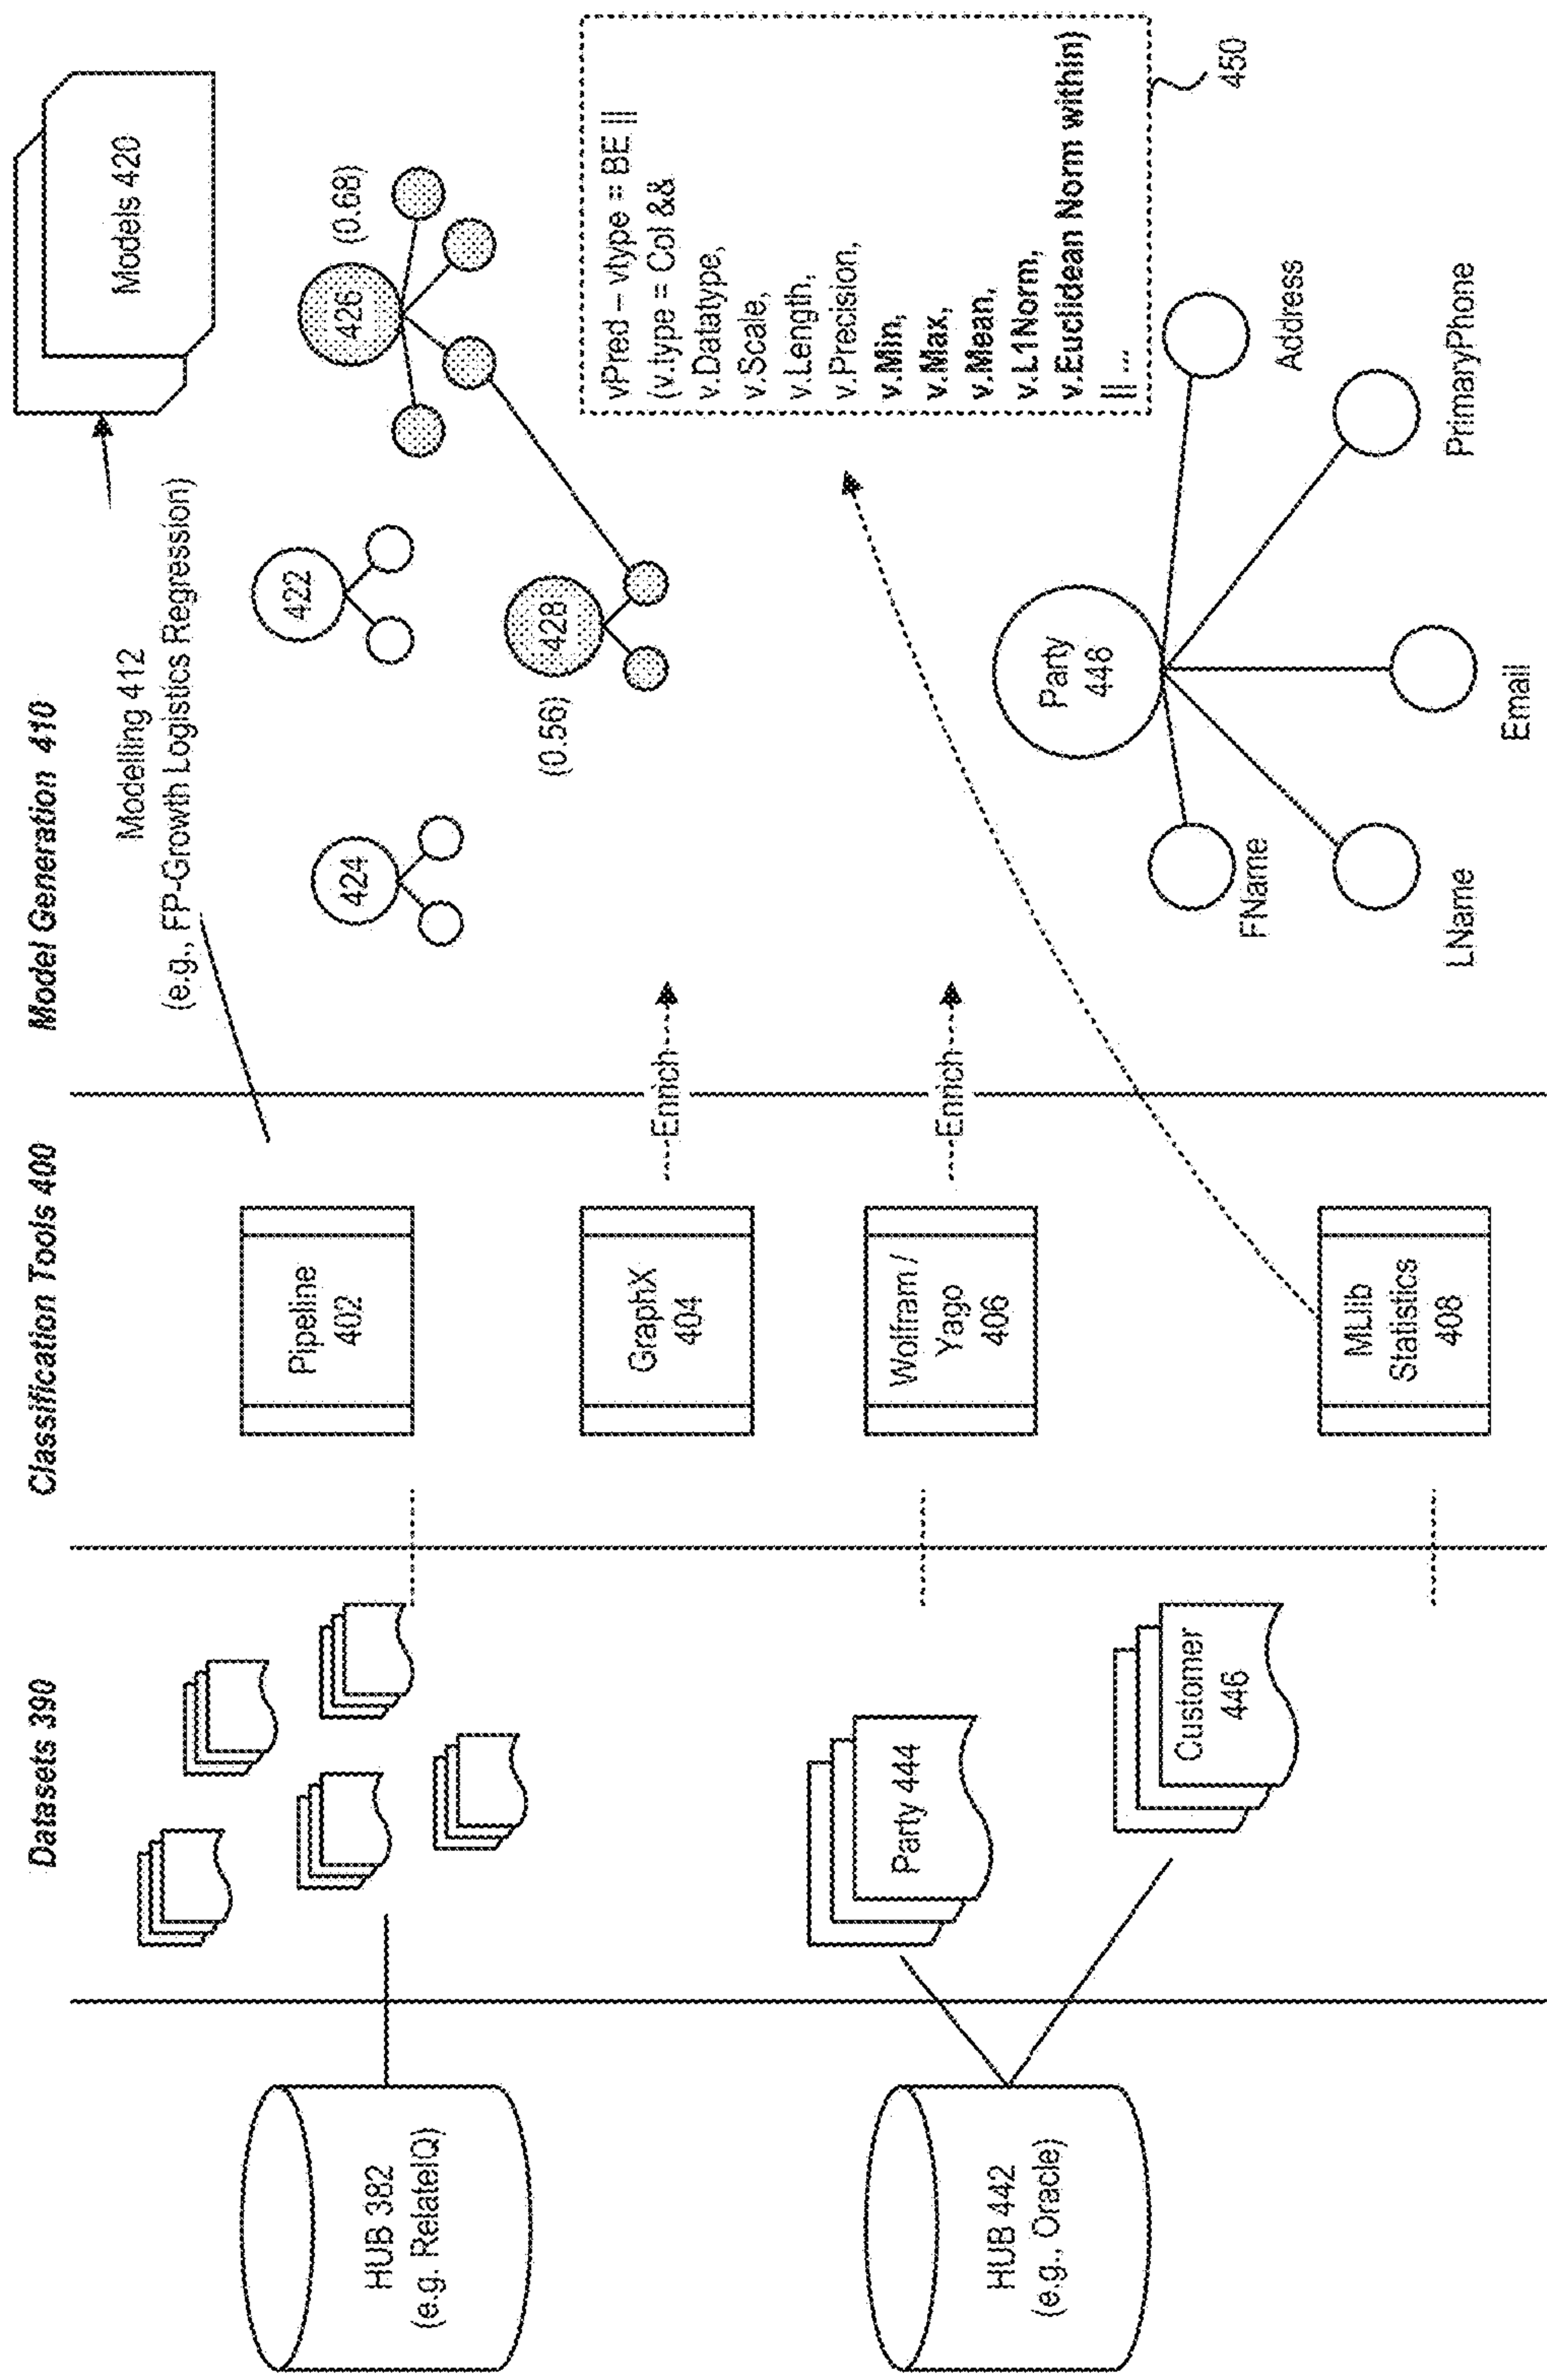 Datasets 390
Classification Tools 400
Model Generation 410
HUB 382
(e.g. RelateIQ)
HUB 442
(e.g., Oracle)
Party 444
Customer
446
Pipeline
402
GraphX
404
Wolfram /
Yago
406
MLlib
Statistics
408
Enrich
Enrich
Modelling 412
(e.g., FP-Growth Logistics Regression)
Models 420
424
422
426
(0.68)
428
(0.56)
vPred – vtype = BE ||
(v.type = Col &&
v.Datatype,
v.Scale,
v.Length,
v.Precision,
v.Min,
v.Max,
v.Mean,
v.L1Norm,
v.Euclidean Norm within)
|| ...
450
Party
448
FName
LName
Email
PrimaryPhone
Address